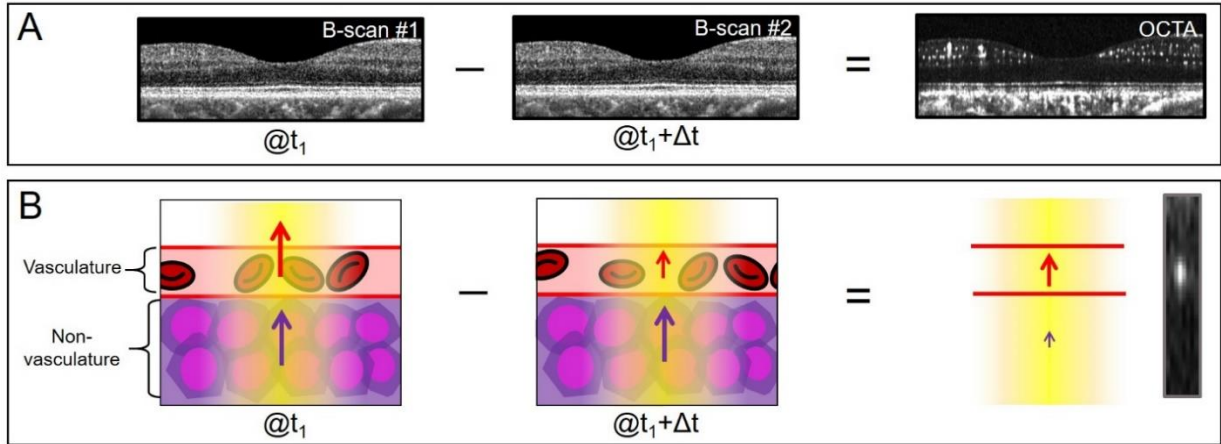 A
B-scan #1
B-scan #2
OCTA
–
=
@t₁
@t₁+Δt
B
Vasculature
Non-
vasculature
–
=
@t₁
@t₁+Δt